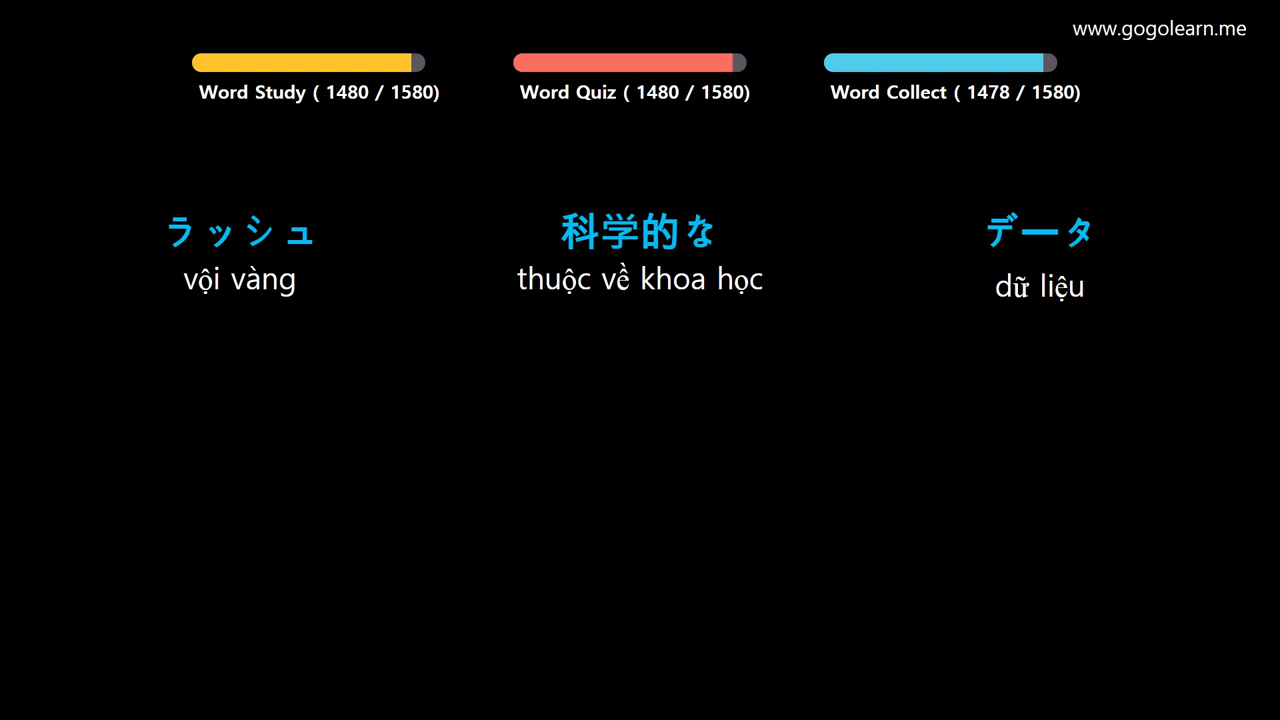 www.gogolearn.me
Word Study ( 1480 / 1580)
Word Quiz ( 1480 / 1580)
Word Collect ( 1478 / 1580)
ラッシュ
vội vàng
科学的な
thuộc về khoa học
データ
dữ liệu